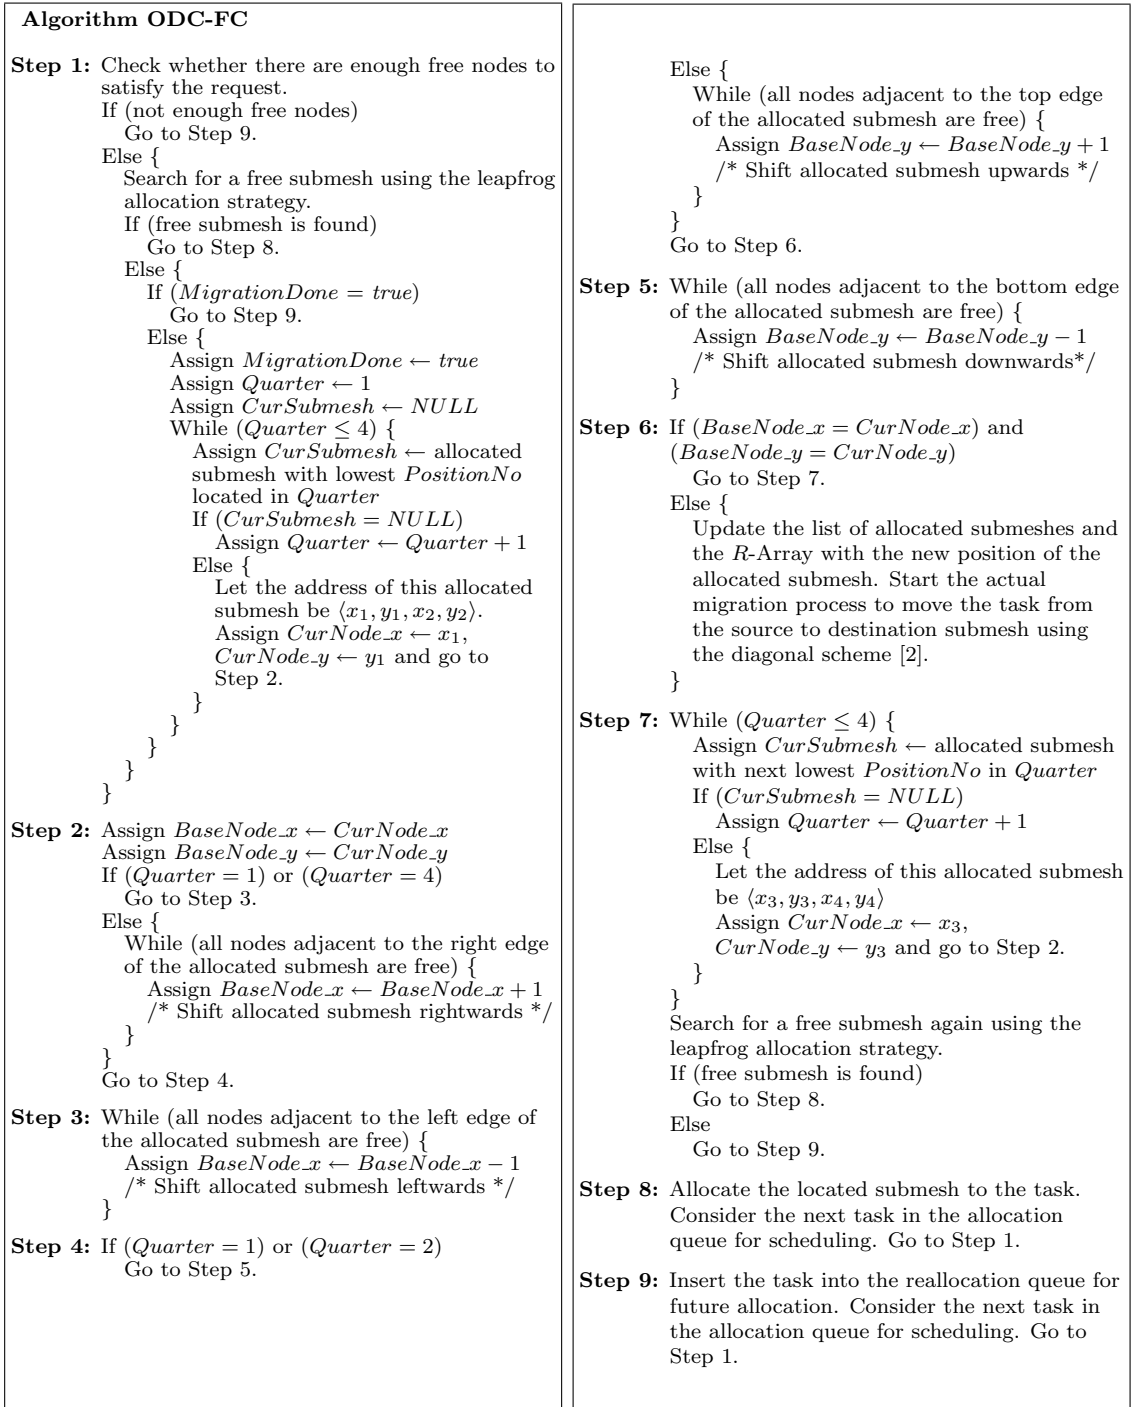 Algorithm ODC-FC
Step 1: Check whether there are enough free nodes to
satisfy the request.
If (not enough free nodes)
Go to Step 9.
Else {
Search for a free submesh using the leapfrog
allocation strategy.
If (free submesh is found)
Go to Step 8.
Else {
If (MigrationDone = true)
Go to Step 9.
Else {
Assign MigrationDone ← true
Assign Quarter ← 1
Assign CurSubmesh ← NULL
While (Quarter ≤ 4) {
Assign CurSubmesh ← allocated
submesh with lowest PositionNo
located in Quarter
If (CurSubmesh = NULL)
Assign Quarter ← Quarter + 1
Else {
Let the address of this allocated
submesh be ⟨x₁, y₁, x₂, y₂⟩.
Assign CurNode_x ← x₁,
CurNode_y ← y₁ and go to
Step 2.
}
}
}
}
}
Step 2: Assign BaseNode_x ← CurNode_x
Assign BaseNode_y ← CurNode_y
If (Quarter = 1) or (Quarter = 4)
Go to Step 3.
Else {
While (all nodes adjacent to the right edge
of the allocated submesh are free) {
Assign BaseNode_x ← BaseNode_x + 1
/* Shift allocated submesh rightwards */
}
}
Go to Step 4.
Step 3: While (all nodes adjacent to the left edge of
the allocated submesh are free) {
Assign BaseNode_x ← BaseNode_x − 1
/* Shift allocated submesh leftwards */
}
Step 4: If (Quarter = 1) or (Quarter = 2)
Go to Step 5.
Else {
While (all nodes adjacent to the top edge
of the allocated submesh are free) {
Assign BaseNode_y ← BaseNode_y + 1
/* Shift allocated submesh upwards */
}
}
Go to Step 6.
Step 5: While (all nodes adjacent to the bottom edge
of the allocated submesh are free) {
Assign BaseNode_y ← BaseNode_y − 1
/* Shift allocated submesh downwards*/
}
Step 6: If (BaseNode_x = CurNode_x) and
(BaseNode_y = CurNode_y)
Go to Step 7.
Else {
Update the list of allocated submeshes and
the R-Array with the new position of the
allocated submesh. Start the actual
migration process to move the task from
the source to destination submesh using
the diagonal scheme [2].
}
Step 7: While (Quarter ≤ 4) {
Assign CurSubmesh ← allocated submesh
with next lowest PositionNo in Quarter
If (CurSubmesh = NULL)
Assign Quarter ← Quarter + 1
Else {
Let the address of this allocated submesh
be ⟨x₃, y₃, x₄, y₄⟩
Assign CurNode_x ← x₃,
CurNode_y ← y₃ and go to Step 2.
}
}
Search for a free submesh again using the
leapfrog allocation strategy.
If (free submesh is found)
Go to Step 8.
Else
Go to Step 9.
Step 8: Allocate the located submesh to the task.
Consider the next task in the allocation
queue for scheduling. Go to Step 1.
Step 9: Insert the task into the reallocation queue for
future allocation. Consider the next task in
the allocation queue for scheduling. Go to
Step 1.